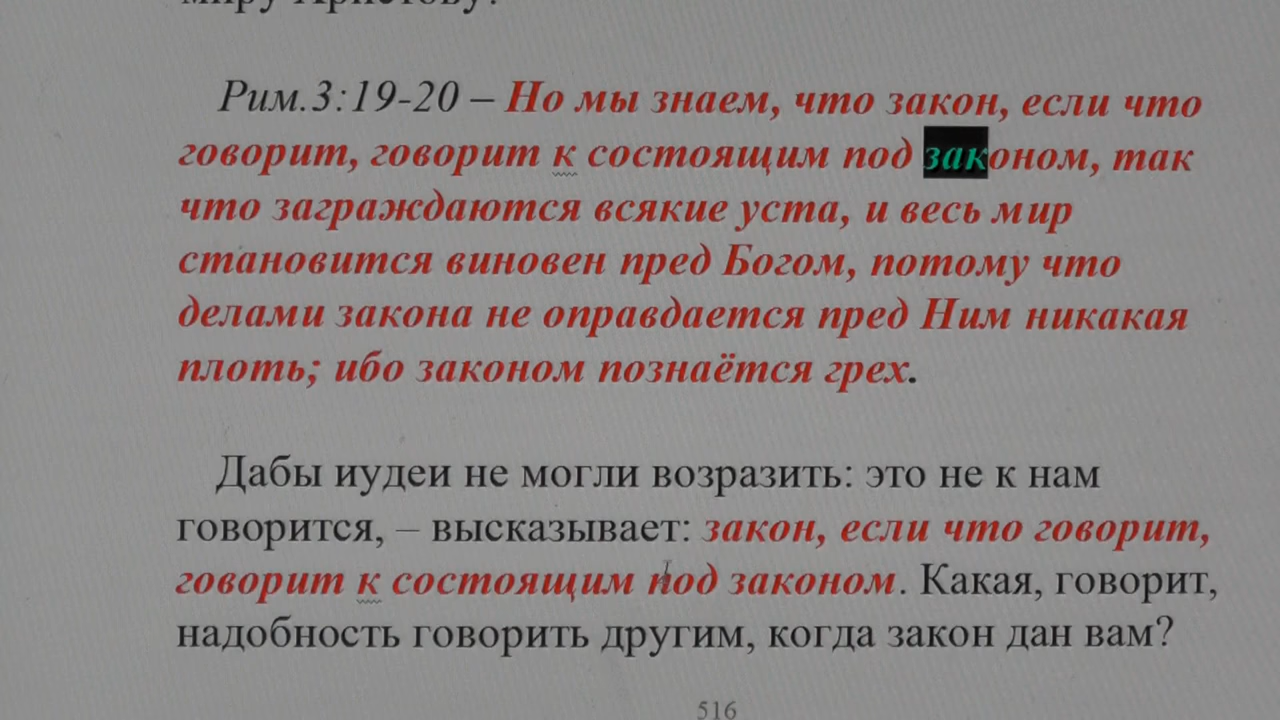 миру Христову?
Рим.3:19-20 – Но мы знаем, что закон, если что
говорит, говорит к состоящим под законом, так
что заграждаются всякие уста, и весь мир
становится виновен пред Богом, потому что
делами закона не оправдается пред Ним никакая
плоть; ибо законом познаётся грех.
Дабы иудеи не могли возразить: это не к нам
говорится, – высказывает: закон, если что говорит,
говорит к состоящим под законом. Какая, говорит,
надобность говорить другим, когда закон дан вам?
516